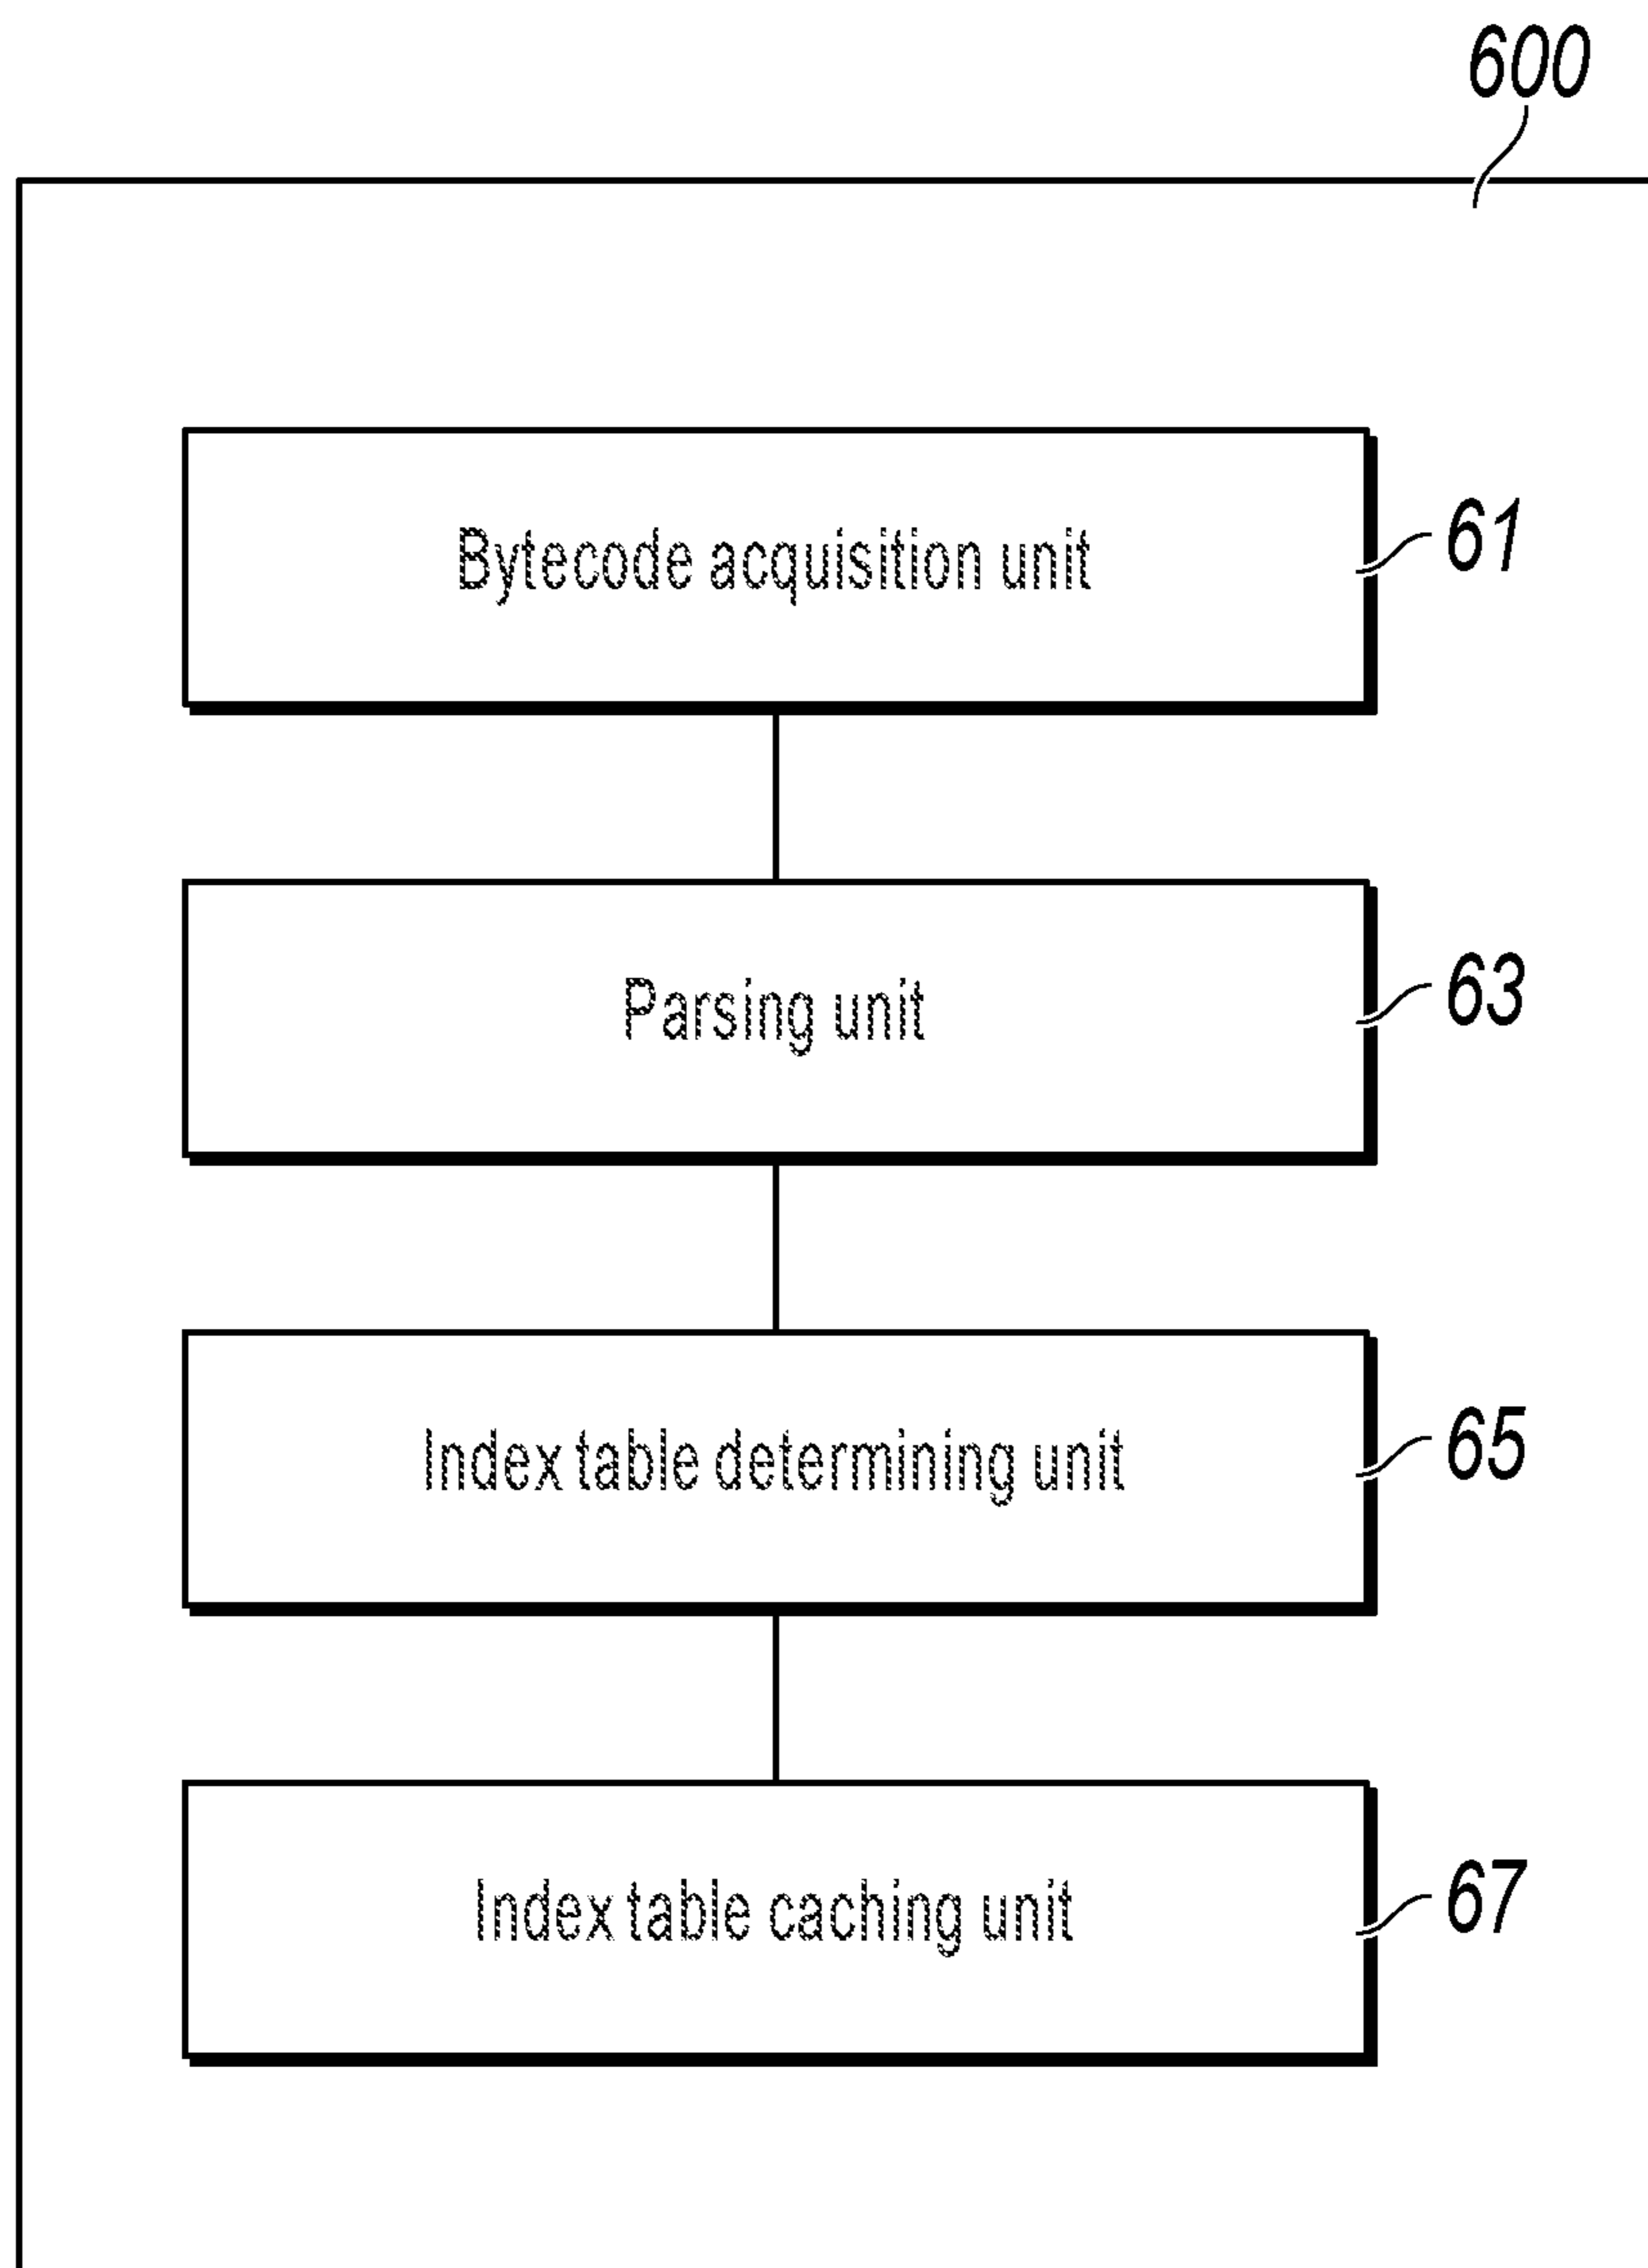 600
Bytecode acquisition unit
61
Parsing unit
63
Index table determining unit
65
Index table caching unit
67